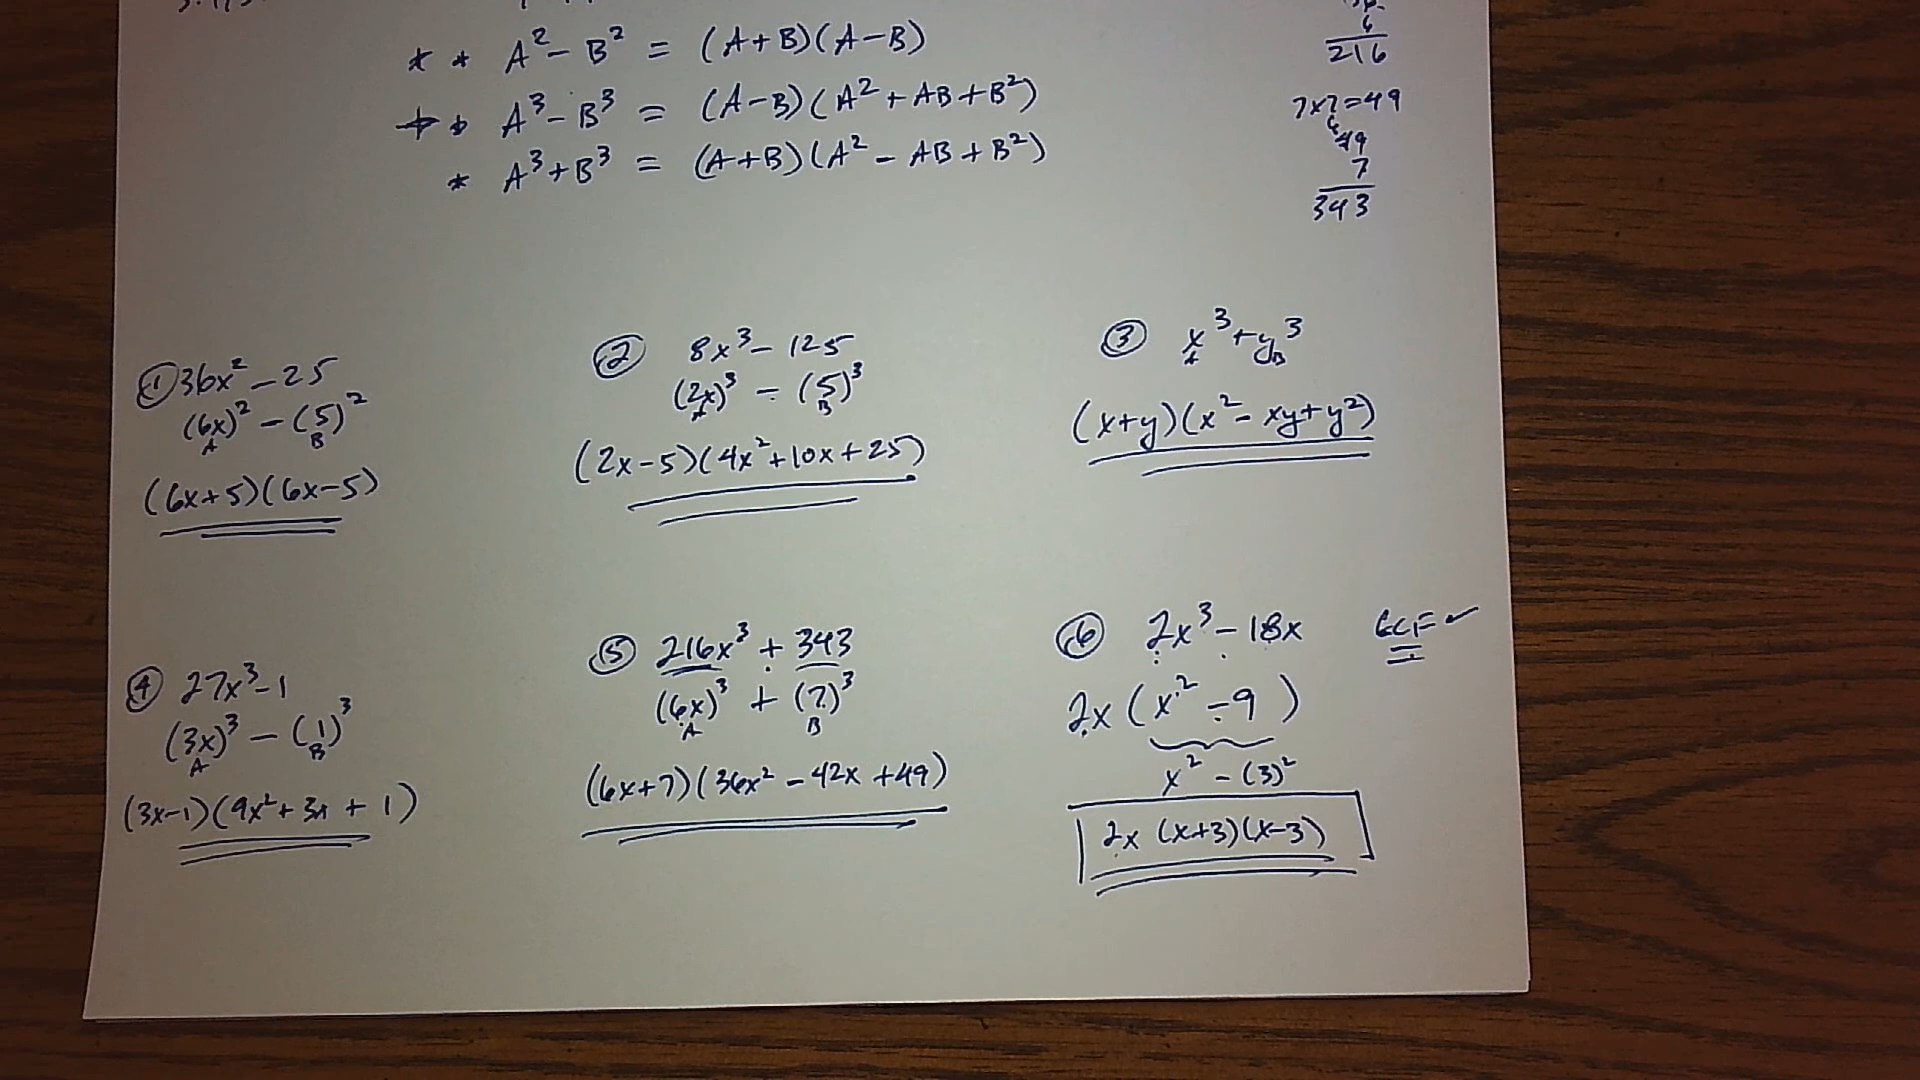 * * A² - B² = (A+B)(A-B)
* * A³ - B³ = (A-B)(A² + AB + B²)
* A³ + B³ = (A+B)(A² - AB + B²)
6
216
7x7=49
6
49
7
343
① 36x² - 25
(6x)² - (5)²
A B
(6x+5)(6x-5)
② 8x³ - 125
(2x)³ - (5)³
A B
(2x-5)(4x²+10x+25)
③ x³ + y³
A B
(x+y)(x² - xy + y²)
④ 27x³ - 1
(3x)³ - (1)³
A B
(3x-1)(9x² + 3x + 1)
⑤ 216x³ + 343
(6x)³ + (7)³
A B
(6x+7)(36x² - 42x + 49)
⑥ 2x³ - 18x GCF ✓
2x (x² - 9)
x² - (3)²
2x (x+3)(x-3)